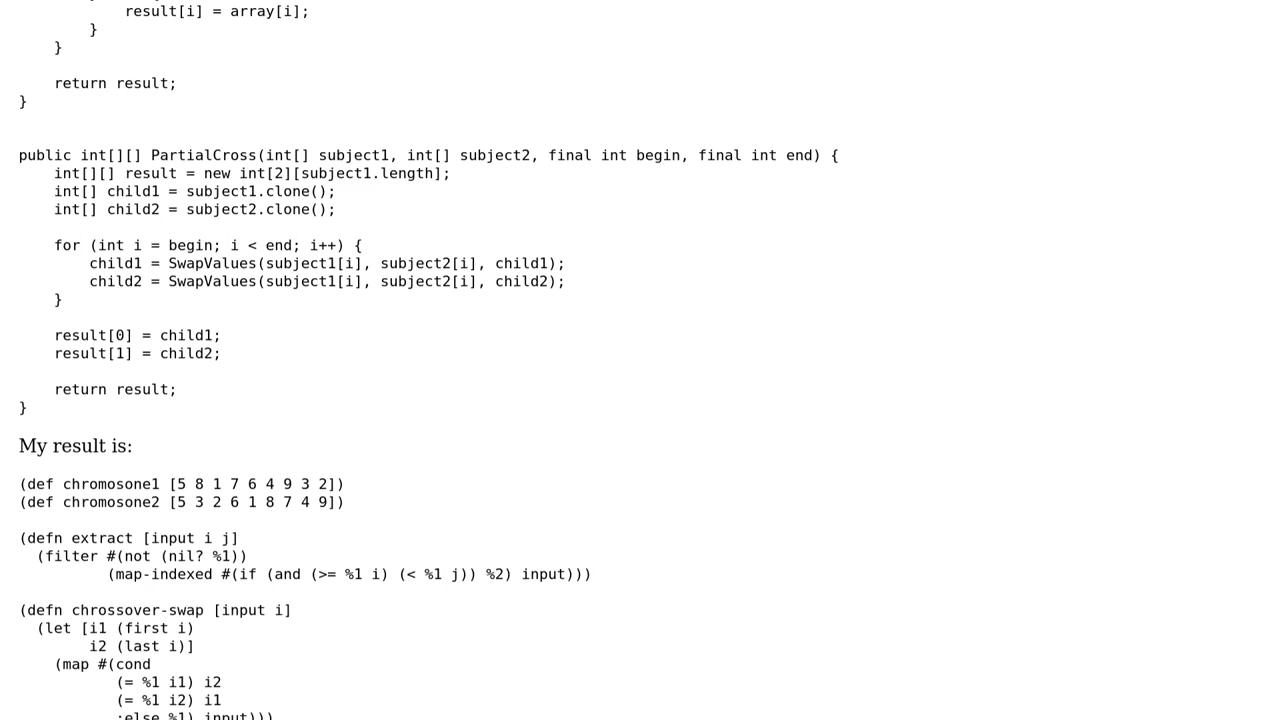 result[i] = array[i];
        }
    }

    return result;
}

public int[][] PartialCross(int[] subject1, int[] subject2, final int begin, final int end) {
    int[][] result = new int[2][subject1.length];
    int[] child1 = subject1.clone();
    int[] child2 = subject2.clone();

    for (int i = begin; i < end; i++) {
        child1 = SwapValues(subject1[i], subject2[i], child1);
        child2 = SwapValues(subject1[i], subject2[i], child2);
    }

    result[0] = child1;
    result[1] = child2;

    return result;
}
My result is:
(def chromosone1 [5 8 1 7 6 4 9 3 2])
(def chromosone2 [5 3 2 6 1 8 7 4 9])

(defn extract [input i j]
  (filter #(not (nil? %1))
          (map-indexed #(if (and (>= %1 i) (< %1 j)) %2) input)))

(defn chrossover-swap [input i]
  (let [i1 (first i)
        i2 (last i)]
    (map #(cond
           (= %1 i1) i2
           (= %1 i2) i1
           :else %1) input)))